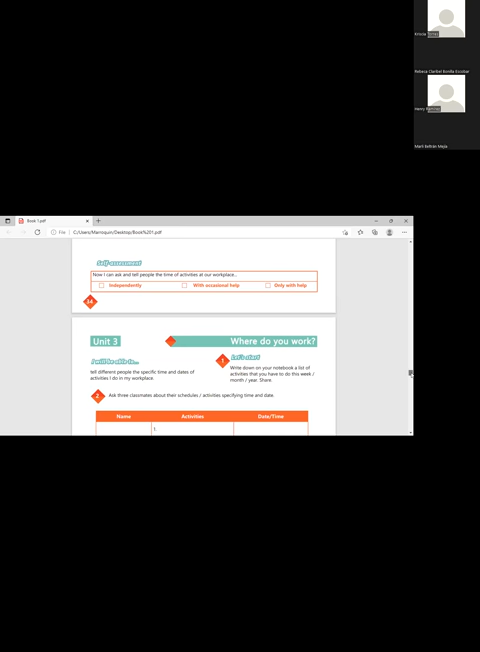 Kriscia Torrez
Rebeca Claribel Bonilla Escobar
Henry Ramirez
Marli Beltrán Mejía
Book 1.pdf
File
C:/Users/Marroquin/Desktop/Book%201.pdf
Self-assessment
Now I can ask and tell people the time of activities at our workplace...
Independently
With occasional help
Only with help
34
Unit 3
Where do you work?
I will be able to...
tell different people the specific time and dates of
activities I do in my workplace.
1
Let's start
Write down on your notebook a list of
activities that you have to do this week /
month / year. Share.
2
Ask three classmates about their schedules / activities specifying time and date.
Name
Activities
Date/Time
1.